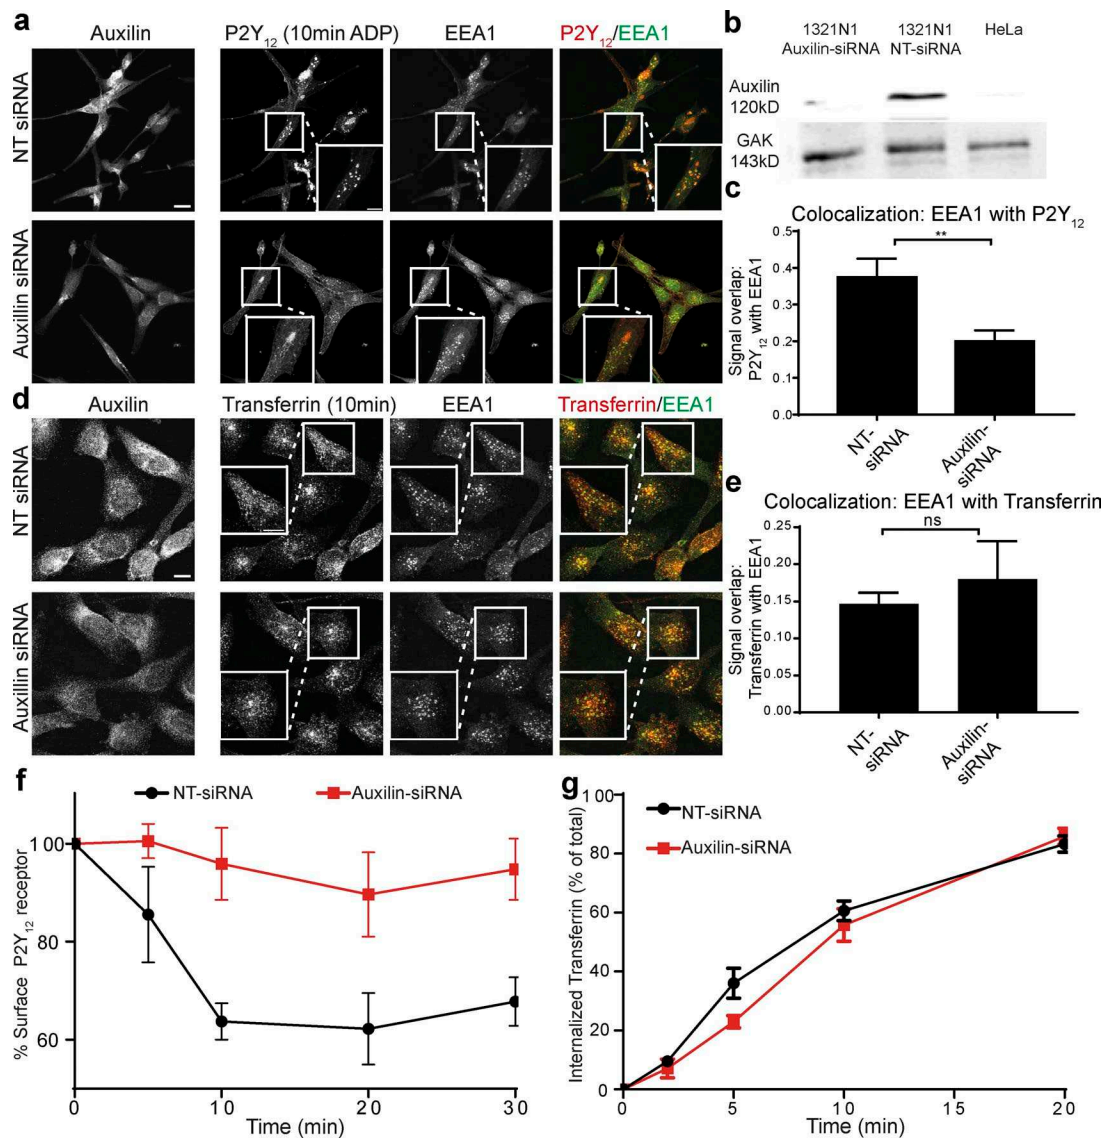 a
Auxilin
P2Y12 (10min ADP)
EEA1
P2Y12/EEA1
NT siRNA
Auxillin siRNA
b
1321N1
Auxilin-siRNA
1321N1
NT-siRNA
HeLa
Auxilin
120kD
GAK
143kD
c
Colocalization: EEA1 with P2Y12
Signal overlap:
P2Y12 with EEA1
0.5
0.4
0.3
0.2
0.1
0.0
**
NT-
siRNA
Auxilin-
siRNA
d
Auxilin
Transferrin (10min)
EEA1
Transferrin/EEA1
NT siRNA
Auxillin siRNA
e
Colocalization: EEA1 with Transferrin
Signal overlap:
Transferrin with EEA1
0.25
0.20
0.15
0.10
0.05
0.00
ns
NT-
siRNA
Auxilin-
siRNA
f
NT-siRNA
Auxilin-siRNA
% Surface P2Y12 receptor
100
80
60
0
10
20
30
Time (min)
g
NT-siRNA
Auxilin-siRNA
Internalized Transferrin (% of total)
100
80
60
40
20
0
0
5
10
15
20
Time (min)